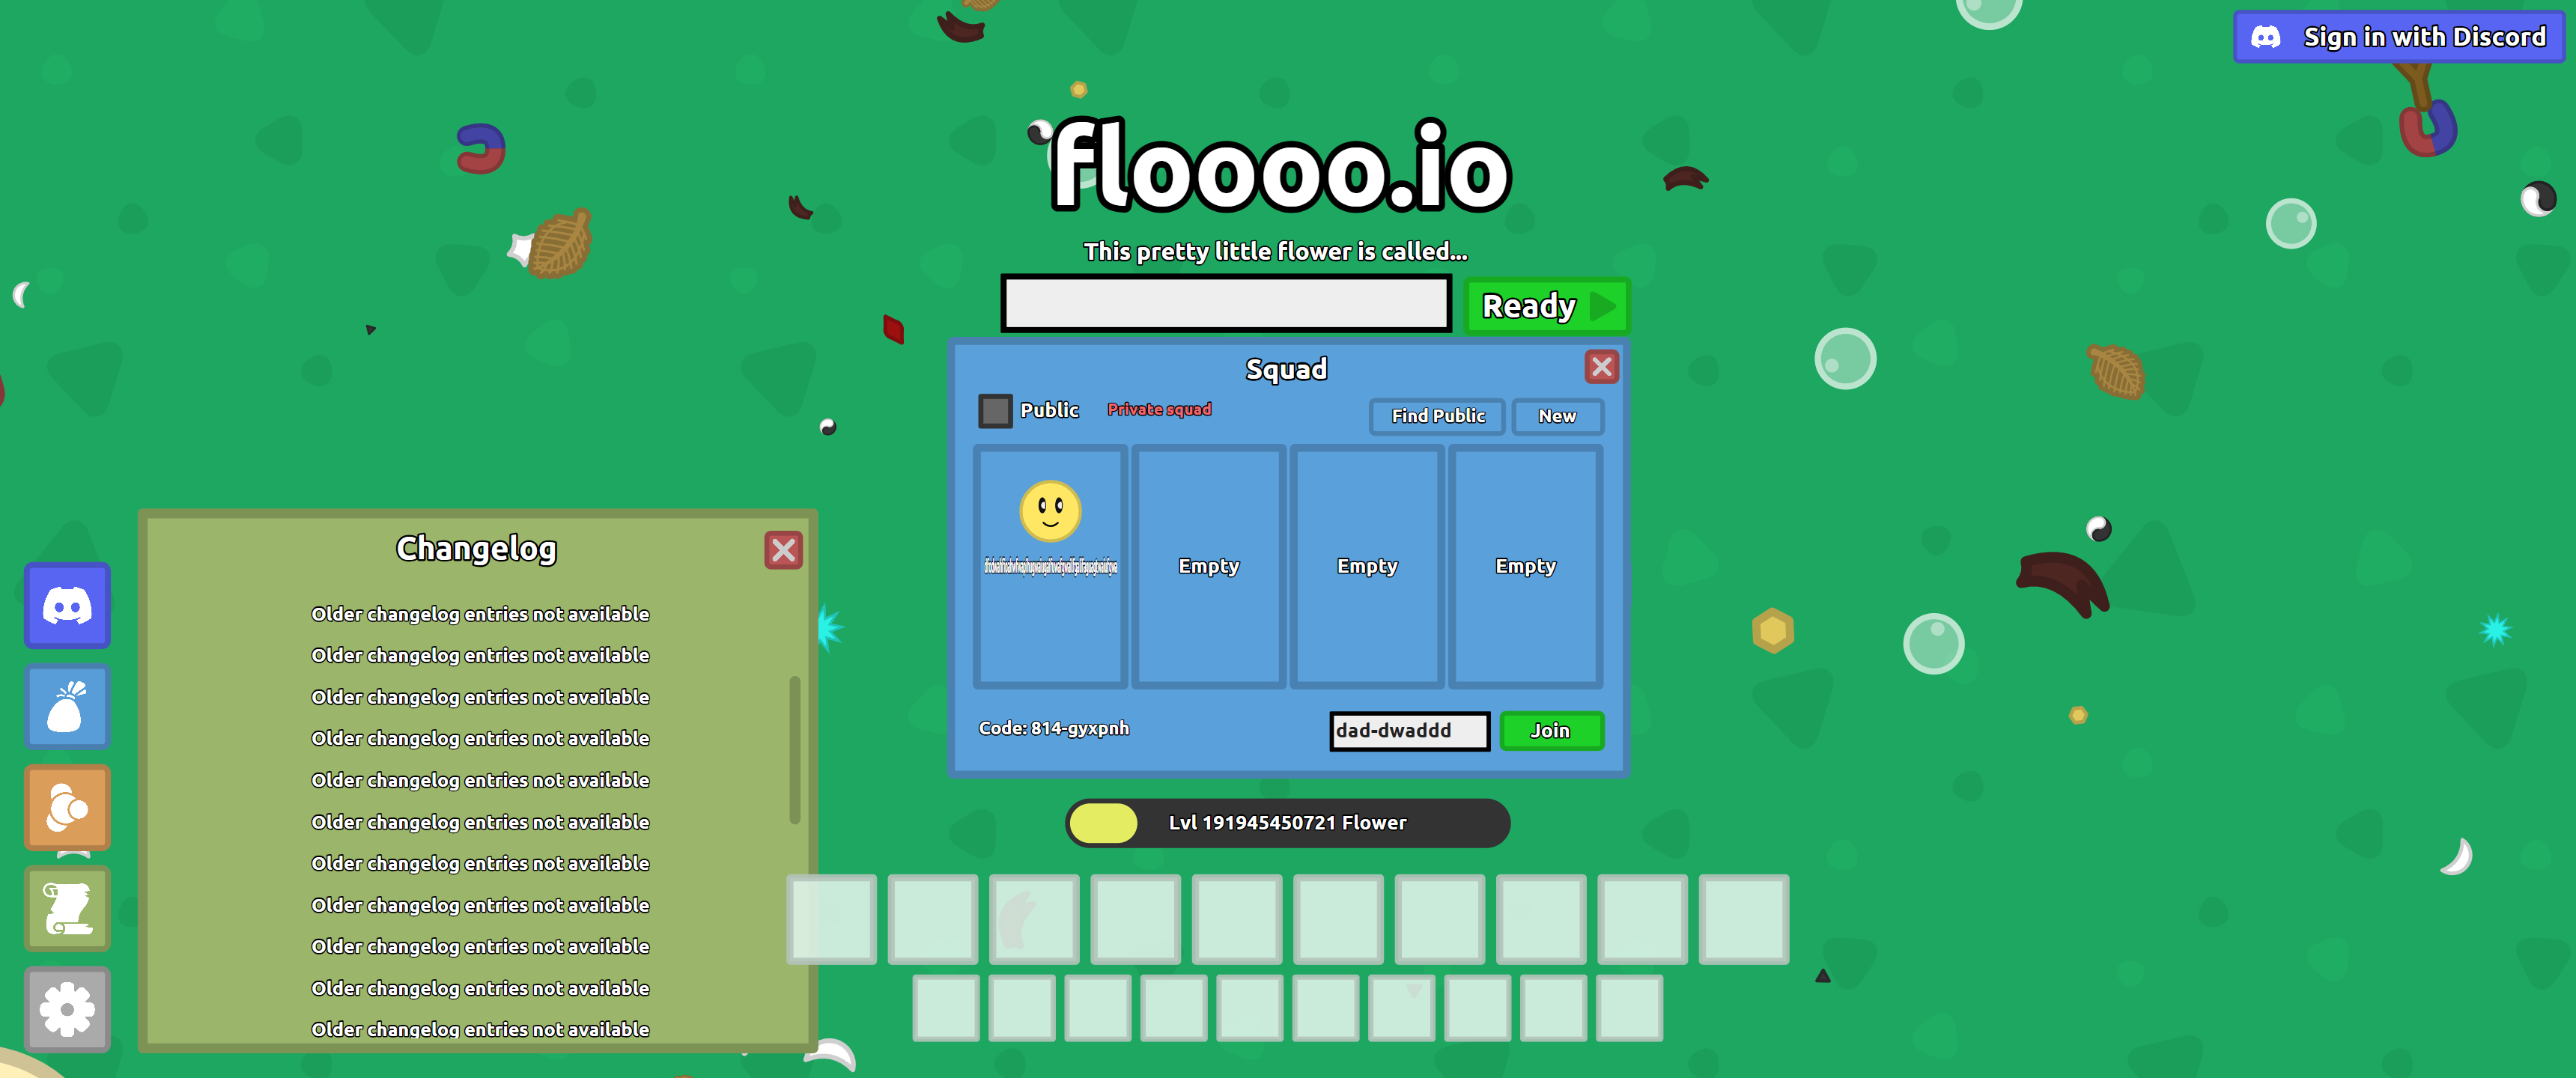 Sign in with Discord
floooo.io
This pretty little flower is called...
Ready
Squad
Public
Private squad
Find Public
New
Empty
Empty
Empty
Code: 814-gyxpnh
dad-dwaddd
Join
Changelog
Older changelog entries not available
Older changelog entries not available
Older changelog entries not available
Older changelog entries not available
Older changelog entries not available
Older changelog entries not available
Older changelog entries not available
Older changelog entries not available
Older changelog entries not available
Older changelog entries not available
Older changelog entries not available
Lvl 191945450721 Flower